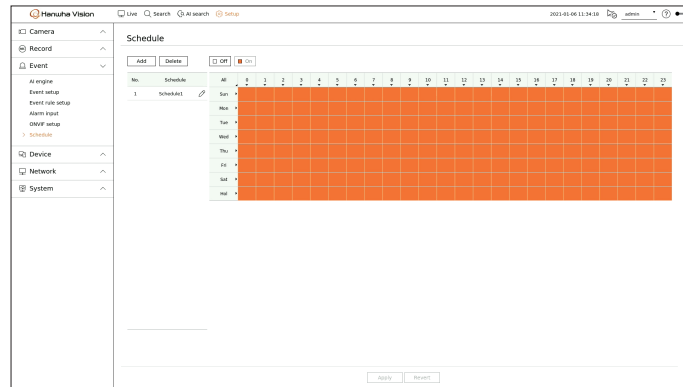 Hanwha Vision
Live
Search
AI search
Setup
2021-01-06 11:34:18
admin
Camera
Record
Event
AI engine
Event setup
Event rule setup
Alarm input
ONVIF setup
> Schedule
Device
Network
System
Schedule
Add
Delete
Off
On
No. Schedule
1 Schedule1
All 0 1 2 3 4 5 6 7 8 9 10 11 12 13 14 15 16 17 18 19 20 21 22 23
Sun
Mon
Tue
Wed
Thu
Fri
Sat
Hol
Apply
Revert